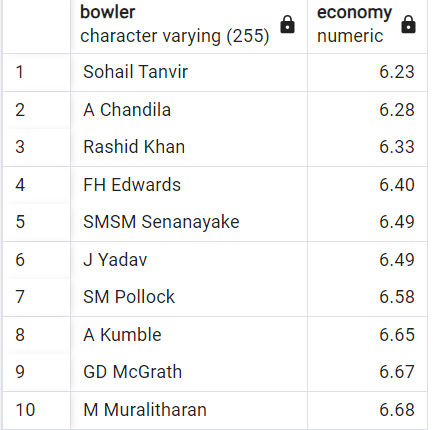 bowler economy
character varying (255) numeric
1 Sohail Tanvir 6.23
2 A Chandila 6.28
3 Rashid Khan 6.33
4 FH Edwards 6.40
5 SMSM Senanayake 6.49
6 J Yadav 6.49
7 SM Pollock 6.58
8 A Kumble 6.65
9 GD McGrath 6.67
10 M Muralitharan 6.68